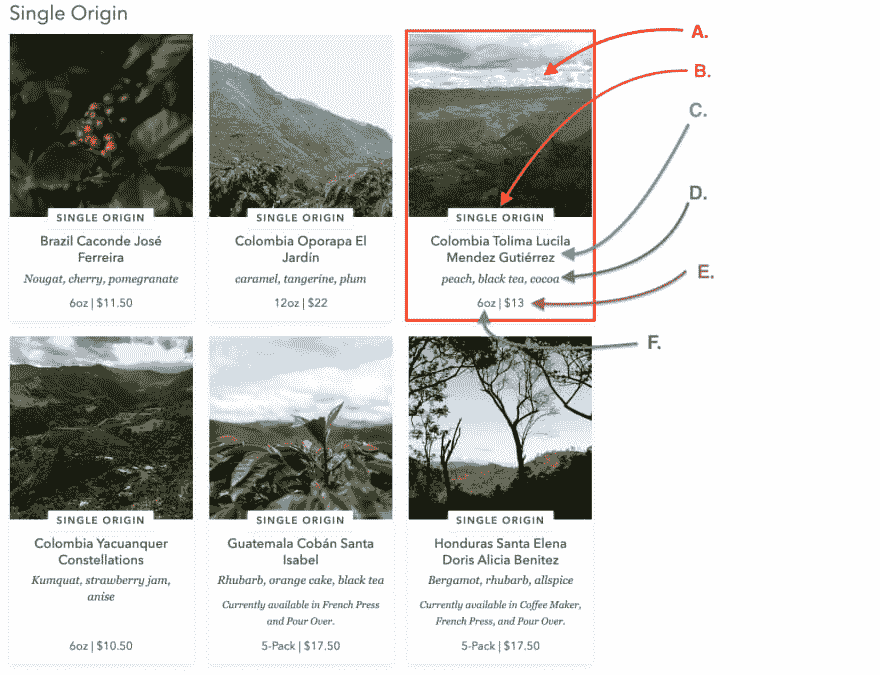 Single Origin
A.
B.
C.
D.
E.
F.
SINGLE ORIGIN
Brazil Caconde José
Ferreira
Nougat, cherry, pomegranate
6oz | $11.50
SINGLE ORIGIN
Colombia Oporapa El
Jardín
caramel, tangerine, plum
12oz | $22
SINGLE ORIGIN
Colombia Tolima Lucila
Mendez Gutiérrez
peach, black tea, cocoa
6oz | $13
SINGLE ORIGIN
Colombia Yacuanquer
Constellations
Kumquat, strawberry jam,
anise
6oz | $10.50
SINGLE ORIGIN
Guatemala Cobán Santa
Isabel
Rhubarb, orange cake, black tea
Currently available in French Press
and Pour Over.
5-Pack | $17.50
SINGLE ORIGIN
Honduras Santa Elena
Doris Alicia Benitez
Bergamot, rhubarb, allspice
Currently available in Coffee Maker,
French Press, and Pour Over.
5-Pack | $17.50